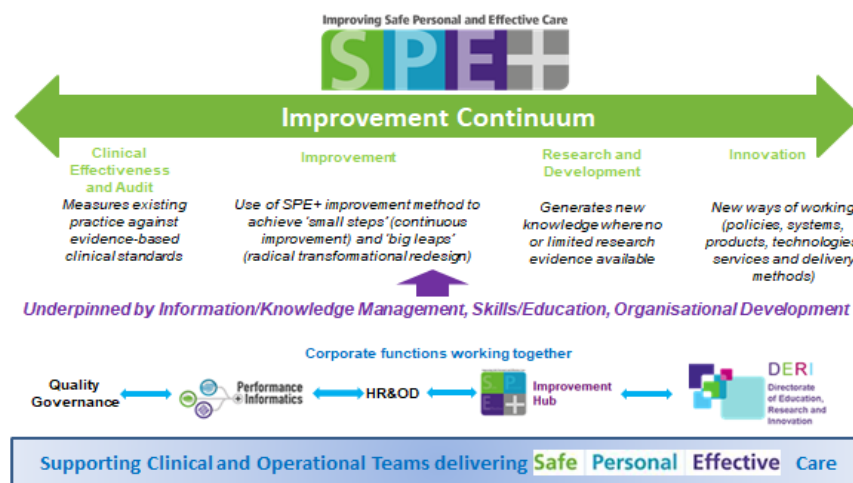 Improving Safe Personal and Effective Care
SPE+
Improvement Continuum
Clinical
Effectiveness
and Audit
Measures existing
practice against
evidence-based
clinical standards
Improvement
Use of SPE+ improvement method to
achieve 'small steps' (continuous
improvement) and 'big leaps'
(radical transformational redesign)
Research and
Development
Generates new
knowledge where no
or limited research
evidence available
Innovation
New ways of working
(policies, systems,
products, technologies
services and delivery
methods)
Underpinned by Information/Knowledge Management, Skills/Education, Organisational Development
Corporate functions working together
Quality
Governance
Performance
+Informatics
HR&OD
S P
E +
Improvement
Hub
DERI
Directorate
of Education,
Research and
Innovation
Supporting Clinical and Operational Teams delivering Safe Personal Effective Care